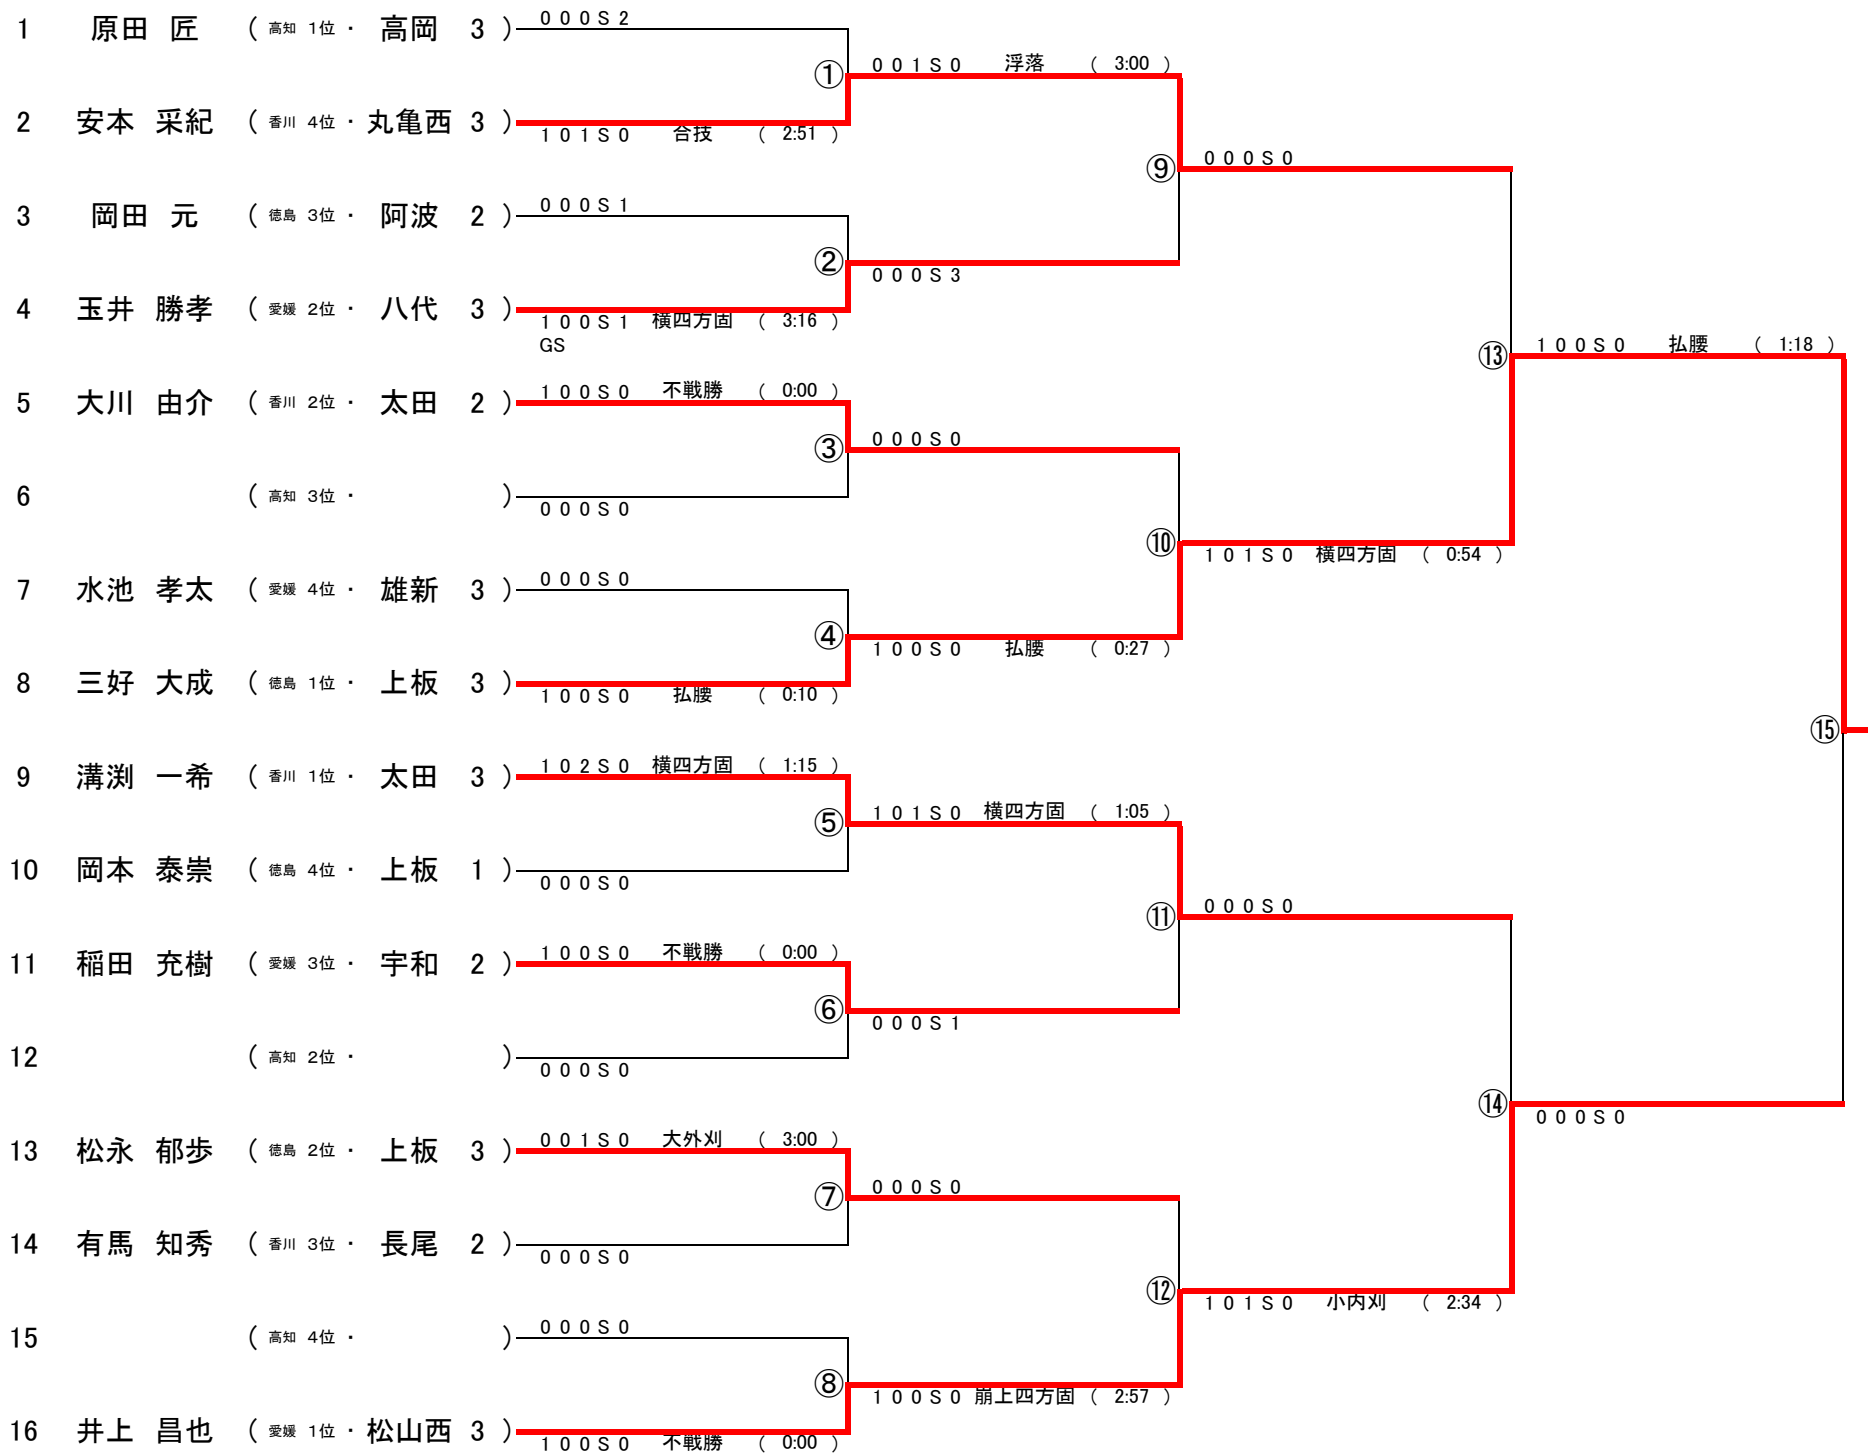 1 原田 匠 ( 高知 1位 ・ 高岡 3 ) 0 0 0 S 2
① 0 0 1 S 0 浮落 ( 3:00 )
2 安本 采紀 ( 香川 4位 ・ 丸亀西 3 ) 1 0 1 S 0 合技 ( 2:51 )
⑨ 0 0 0 S 0
3 岡田 元 ( 徳島 3位 ・ 阿波 2 ) 0 0 0 S 1
② 0 0 0 S 3
4 玉井 勝孝 ( 愛媛 2位 ・ 八代 3 ) 1 0 0 S 1 横四方固 ( 3:16 )
GS
⑬ 1 0 0 S 0 払腰 ( 1:18 )
5 大川 由介 ( 香川 2位 ・ 太田 2 ) 1 0 0 S 0 不戦勝 ( 0:00 )
③ 0 0 0 S 0
6 ( 高知 3位 ・ ) 0 0 0 S 0
⑩ 1 0 1 S 0 横四方固 ( 0:54 )
7 水池 孝太 ( 愛媛 4位 ・ 雄新 3 ) 0 0 0 S 0
④ 1 0 0 S 0 払腰 ( 0:27 )
8 三好 大成 ( 徳島 1位 ・ 上板 3 ) 1 0 0 S 0 払腰 ( 0:10 )
⑮
9 溝渕 一希 ( 香川 1位 ・ 太田 3 ) 1 0 2 S 0 横四方固 ( 1:15 )
⑤ 1 0 1 S 0 横四方固 ( 1:05 )
10 岡本 泰崇 ( 徳島 4位 ・ 上板 1 ) 0 0 0 S 0
⑪ 0 0 0 S 0
11 稲田 充樹 ( 愛媛 3位 ・ 宇和 2 ) 1 0 0 S 0 不戦勝 ( 0:00 )
⑥ 0 0 0 S 1
12 ( 高知 2位 ・ ) 0 0 0 S 0
⑭ 0 0 0 S 0
13 松永 郁歩 ( 徳島 2位 ・ 上板 3 ) 0 0 1 S 0 大外刈 ( 3:00 )
⑦ 0 0 0 S 0
14 有馬 知秀 ( 香川 3位 ・ 長尾 2 ) 0 0 0 S 0
⑫ 1 0 1 S 0 小内刈 ( 2:34 )
15 ( 高知 4位 ・ ) 0 0 0 S 0
⑧ 1 0 0 S 0 崩上四方固 ( 2:57 )
16 井上 昌也 ( 愛媛 1位 ・ 松山西 3 ) 1 0 0 S 0 不戦勝 ( 0:00 )